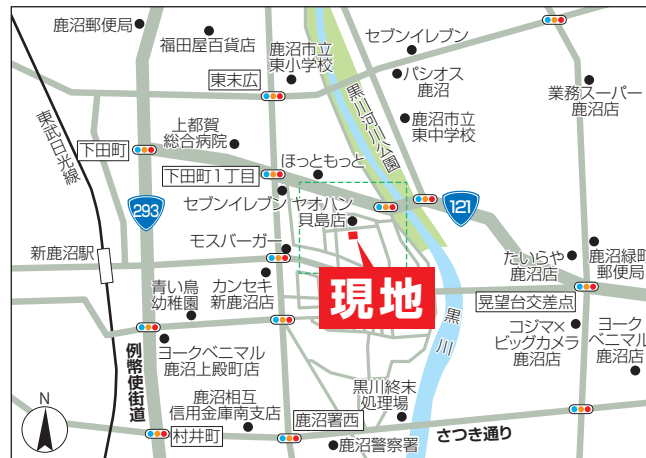 鹿沼郵便局
福田屋百貨店
鹿沼市立
東小学校
セブンイレブン
パシオス
鹿沼
業務スーパー
鹿沼店
東末広
鹿沼市立
東中学校
黒川河川公園
東武日光線
上都賀
総合病院
下田町
ほっともっと
下田町1丁目
セブンイレブン
ヤオハン
貝島店
293
121
新鹿沼駅
モスバーガー
たいらや
鹿沼店
鹿沼緑町
郵便局
現地
青い鳥
幼稚園
カンセキ
新鹿沼店
晃望台交差点
黒川
コジマ×
ビッグカメラ
鹿沼店
ヨーク
ベニマル
鹿沼店
ヨークベニマル
鹿沼上殿町店
例幣使街道
鹿沼相互
信用金庫南支店
黒川終末
処理場
鹿沼署西
さつき通り
村井町
鹿沼警察署
N